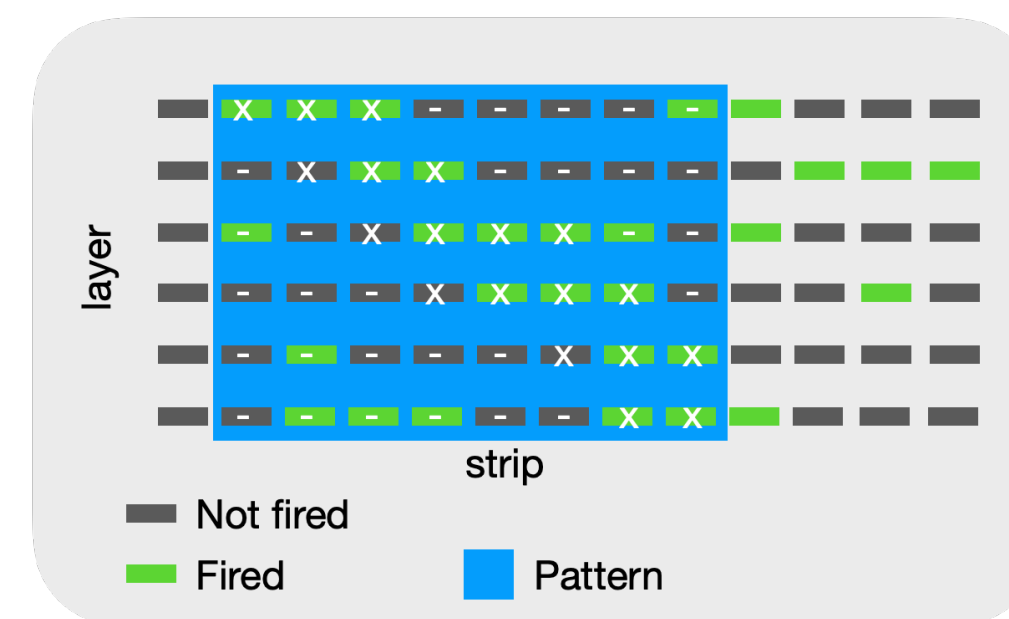 X X X - - - - -
- X X X - - - -
- - X X X X - -
- - - X X X X -
- - - - - X X X
- - - - - - X X
layer
strip
Not fired
Fired
Pattern